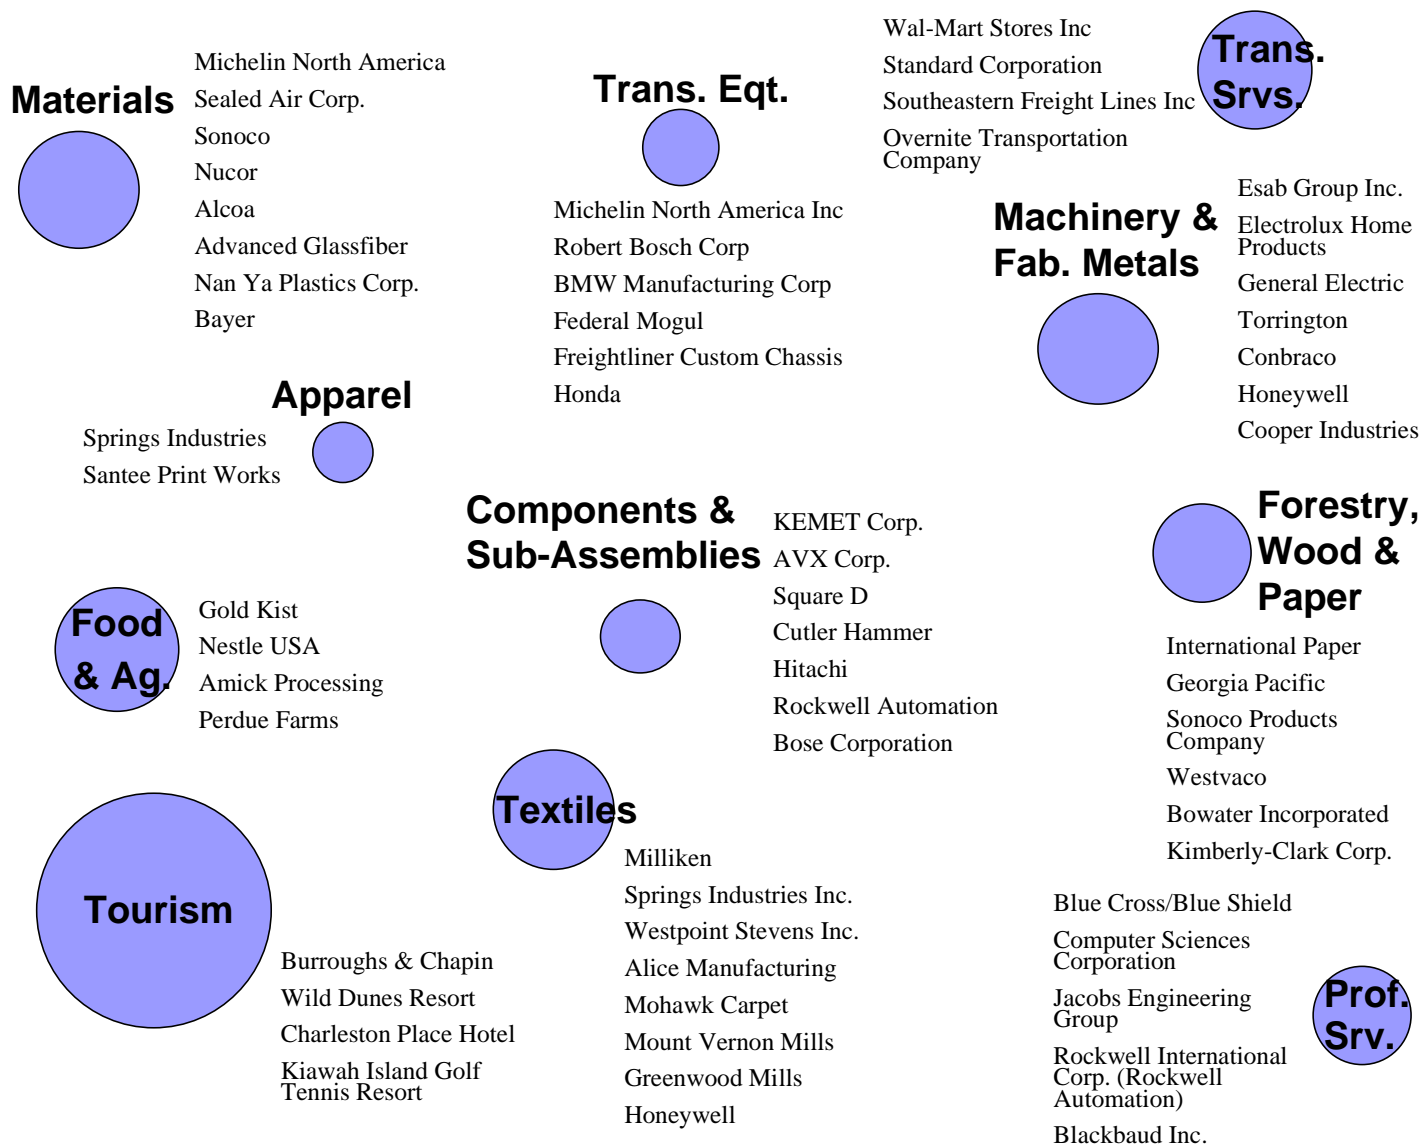 Materials
Michelin North America
Sealed Air Corp.
Sonoco
Nucor
Alcoa
Advanced Glassfiber
Nan Ya Plastics Corp.
Bayer
Trans. Eqt.
Michelin North America Inc
Robert Bosch Corp
BMW Manufacturing Corp
Federal Mogul
Freightliner Custom Chassis
Honda
Wal-Mart Stores Inc
Standard Corporation
Southeastern Freight Lines Inc
Overnite Transportation
Company
Trans.
Srvs.
Machinery &
Fab. Metals
Esab Group Inc.
Electrolux Home
Products
General Electric
Torrington
Conbraco
Honeywell
Cooper Industries
Apparel
Springs Industries
Santee Print Works
Components &
Sub-Assemblies
KEMET Corp.
AVX Corp.
Square D
Cutler Hammer
Hitachi
Rockwell Automation
Bose Corporation
Forestry,
Wood &
Paper
International Paper
Georgia Pacific
Sonoco Products
Company
Westvaco
Bowater Incorporated
Kimberly-Clark Corp.
Food
& Ag.
Gold Kist
Nestle USA
Amick Processing
Perdue Farms
Tourism
Burroughs & Chapin
Wild Dunes Resort
Charleston Place Hotel
Kiawah Island Golf
Tennis Resort
Textiles
Milliken
Springs Industries Inc.
Westpoint Stevens Inc.
Alice Manufacturing
Mohawk Carpet
Mount Vernon Mills
Greenwood Mills
Honeywell
Blue Cross/Blue Shield
Computer Sciences
Corporation
Jacobs Engineering
Group
Rockwell International
Corp. (Rockwell
Automation)
Blackbaud Inc.
Prof.
Srv.